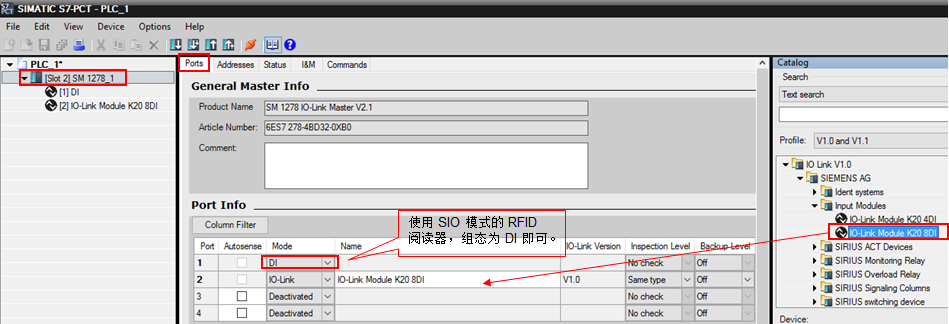 SIMATIC S7-PCT - PLC_1
File Edit View Device Options Help
PLC_1*
[Slot 2] SM 1278_1
[1] DI
[2] IO-Link Module K20 8DI
Ports Addresses Status I&M Commands
General Master Info
Product Name SM 1278 IO-Link Master V2.1
Article Number: 6ES7 278-4BD32-0XB0
Comment:
Port Info
Column Filter
使用 SIO 模式的 RFID
阅读器，组态为 DI 即可。
Port Autosense Mode Name IO-Link Version Inspection Level Backup Level
1 DI No check Off
2 IO-Link IO-Link Module K20 8DI V1.0 Same type Off
3 Deactivated No check Off
4 Deactivated No check Off
Catalog
Search
Text search
Profile: V1.0 and V1.1
IO Link V1.0
SIEMENS AG
Ident systems
Input Modules
IO-Link Module K20 4DI
IO-Link Module K20 8DI
SIRIUS ACT Devices
SIRIUS Monitoring Relay
SIRIUS Overload Relay
SIRIUS Signaling Columns
SIRIUS switching device
Device: